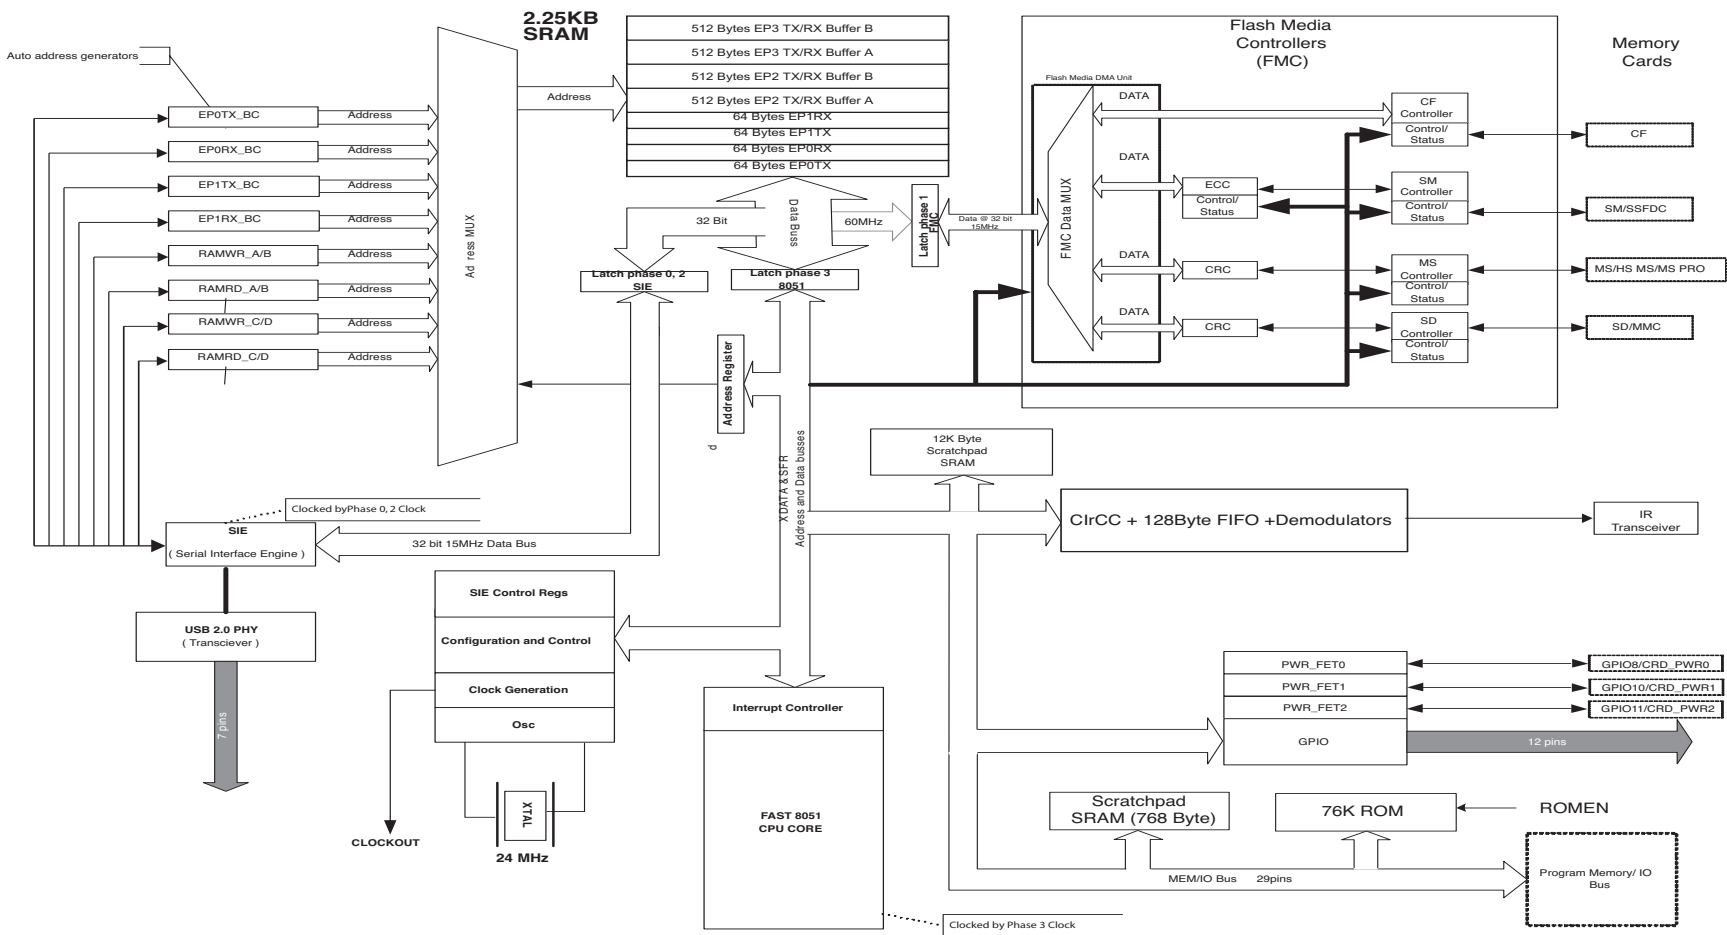 2.25KB
SRAM
512 Bytes EP3 TX/RX Buffer B
512 Bytes EP3 TX/RX Buffer A
512 Bytes EP2 TX/RX Buffer B
512 Bytes EP2 TX/RX Buffer A
64 Bytes EP1RX
64 Bytes EP1TX
64 Bytes EP0RX
64 Bytes EP0TX
Auto address generators
EP0TX_BC
Address
EP0RX_BC
Address
EP1TX_BC
Address
EP1RX_BC
Address
RAMWR_A/B
Address
RAMRD_A/B
Address
RAMWR_C/D
Address
RAMRD_C/D
Address
Ad ress MUX
Address
32 Bit
Data Buss
60MHz
Latch phase 0, 2
SIE
Latch phase 3
8051
Latch phase 1
FMC
Data @ 32 bit
15MHz
Address Register
d
Flash Media
Controllers
(FMC)
Flash Media DMA Unit
FMC Data MUX
DATA
DATA
DATA
DATA
ECC
Control/
Status
CRC
CRC
CF
Controller
Control/
Status
SM
Controller
Control/
Status
MS
Controller
Control/
Status
SD
Controller
Control/
Status
Memory
Cards
CF
SM/SSFDC
MS/HS MS/MS PRO
SD/MMC
12K Byte
Scratchpad
SRAM
XDATA & SFR
Address and Data busses
CIrCC + 128Byte FIFO +Demodulators
IR
Transceiver
Clocked byPhase 0, 2 Clock
SIE
( Serial Interface Engine )
32 bit 15MHz Data Bus
USB 2.0 PHY
( Transciever )
7 pins
SIE Control Regs
Configuration and Control
Clock Generation
Osc
XTAL
24 MHz
CLOCKOUT
Interrupt Controller
FAST 8051
CPU CORE
Clocked by Phase 3 Clock
PWR_FET0
PWR_FET1
PWR_FET2
GPIO
GPIO8/CRD_PWR0
GPIO10/CRD_PWR1
GPIO11/CRD_PWR2
12 pins
Scratchpad
SRAM (768 Byte)
76K ROM
ROMEN
MEM/IO Bus 29pins
Program Memory/ IO
Bus